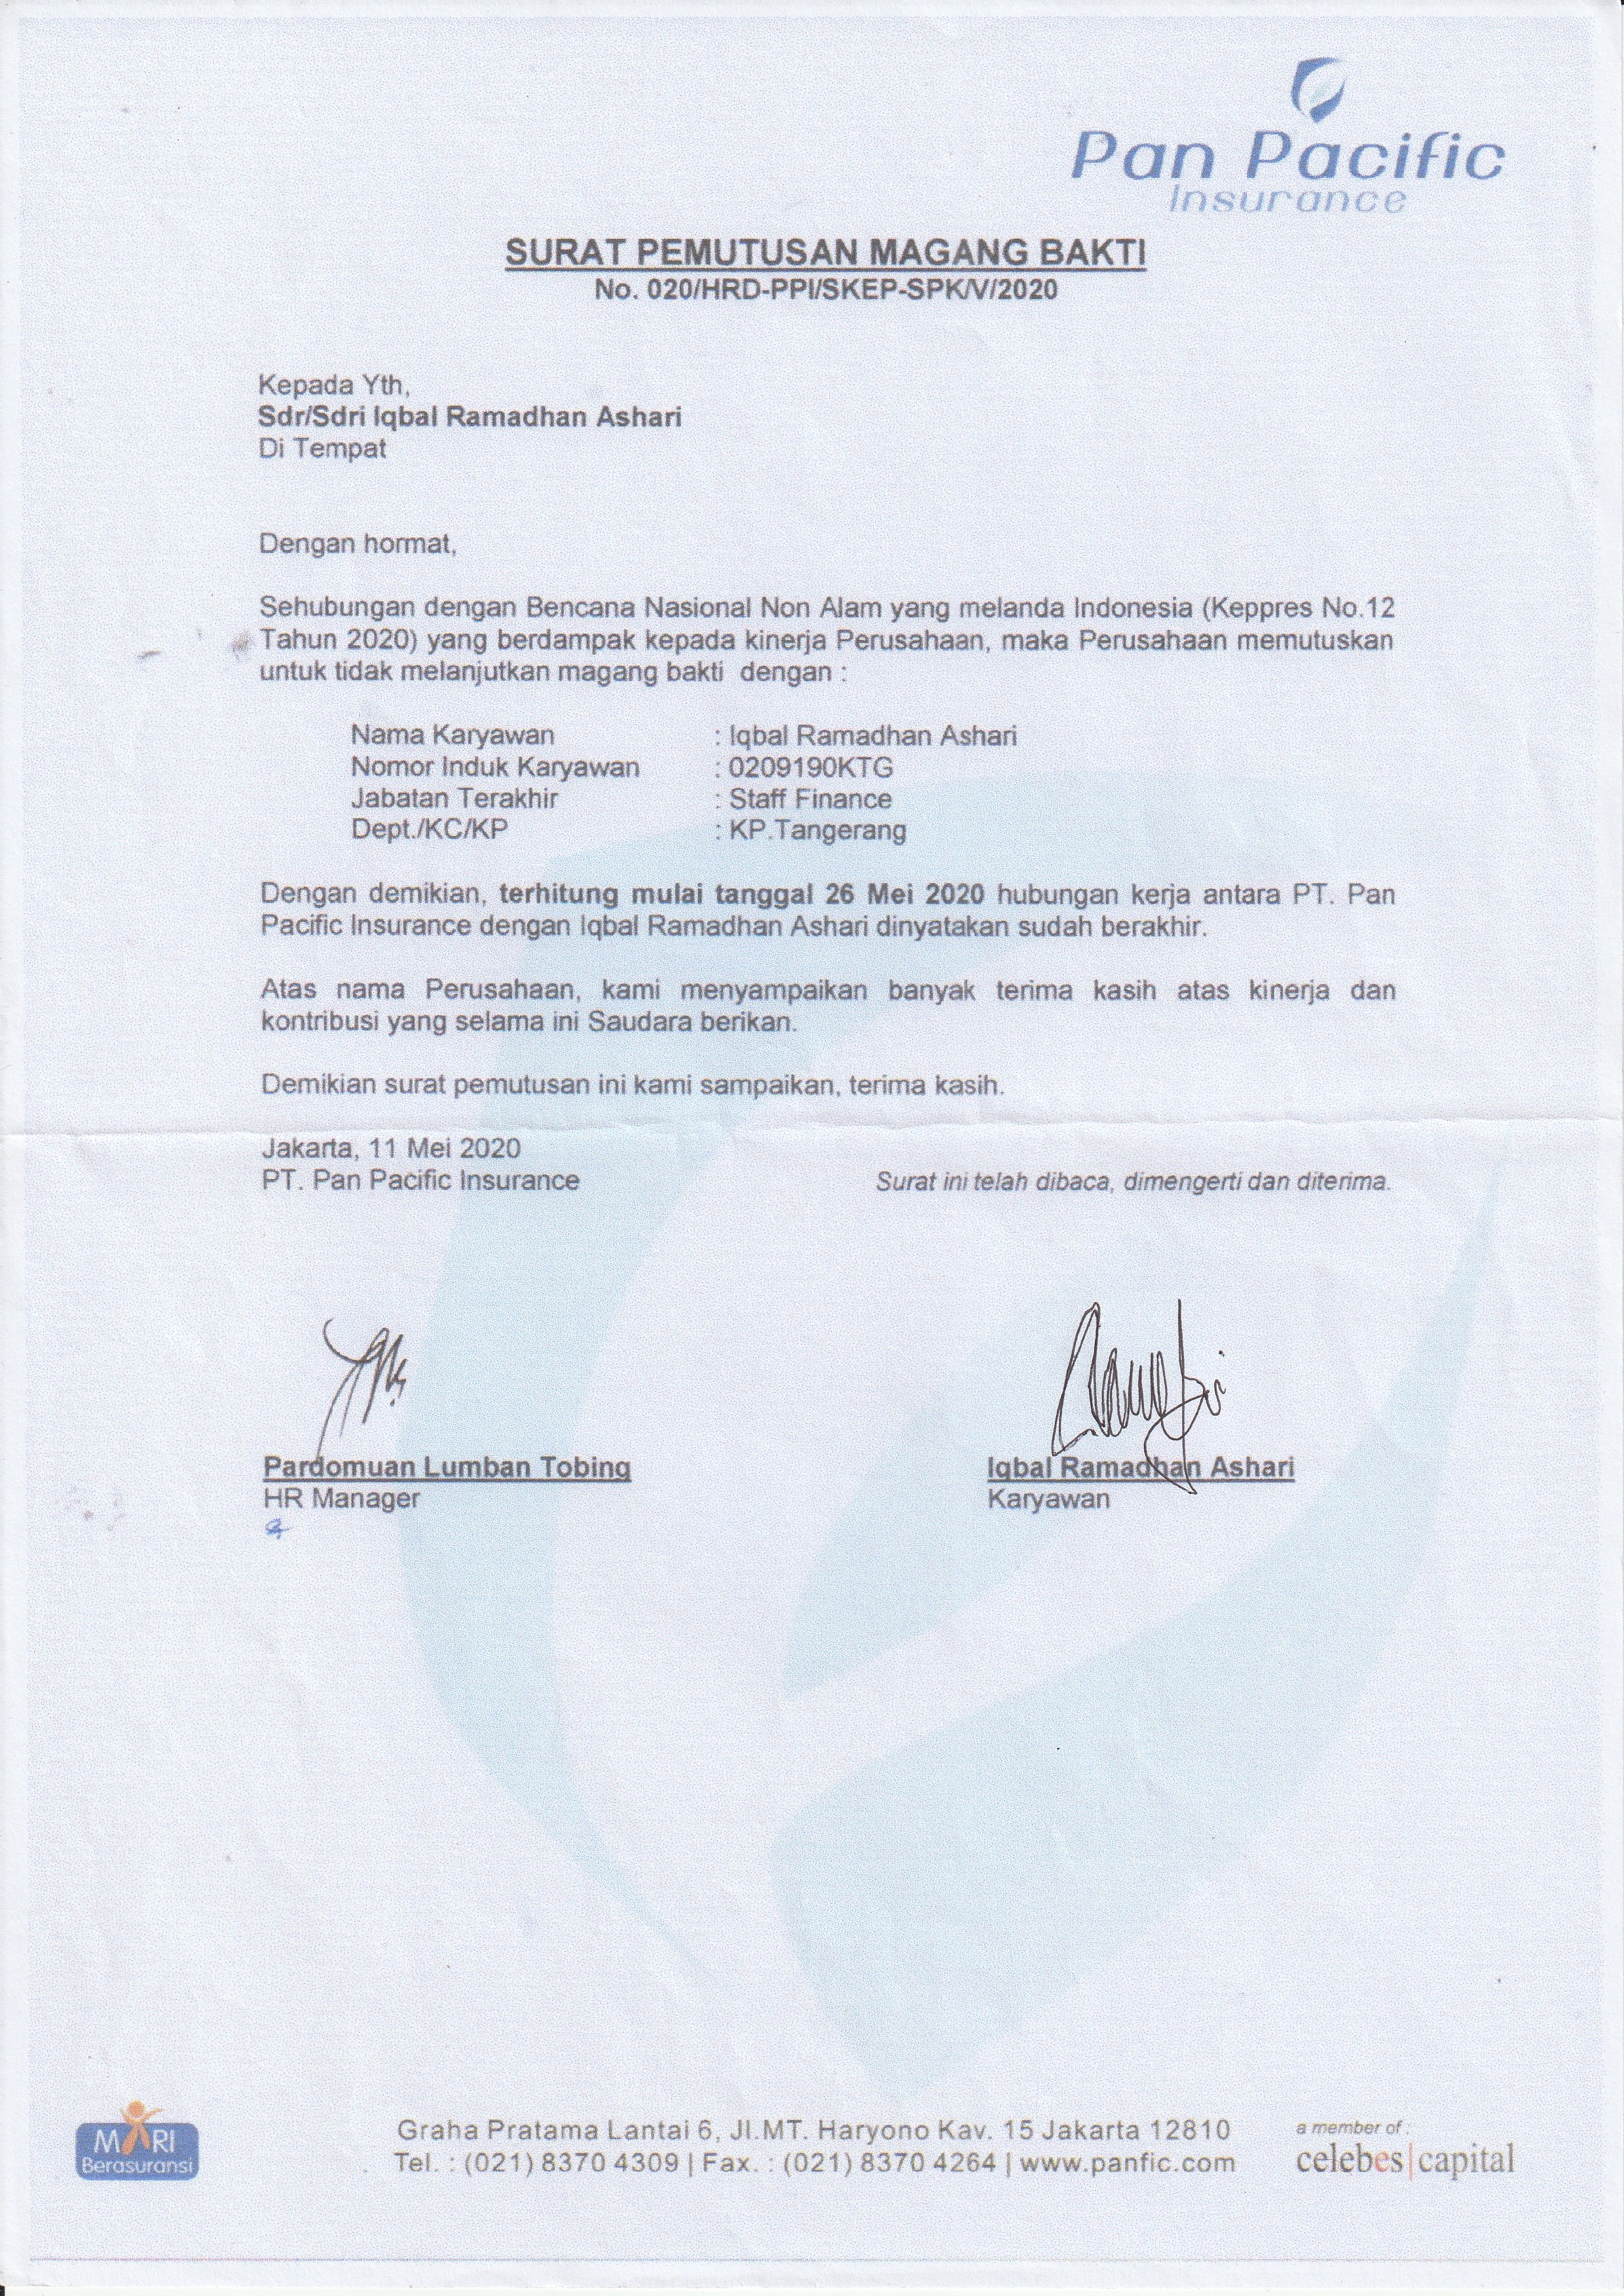 Pan Pacific
Insurance
SURAT PEMUTUSAN MAGANG BAKTI
No. 020/HRD-PPI/SKEP-SPK/V/2020
Kepada Yth,
Sdr/Sdri Iqbal Ramadhan Ashari
Di Tempat
Dengan hormat,
Sehubungan dengan Bencana Nasional Non Alam yang melanda Indonesia (Keppres No.12
Tahun 2020) yang berdampak kepada kinerja Perusahaan, maka Perusahaan memutuskan
untuk tidak melanjutkan magang bakti dengan :
Nama Karyawan : Iqbal Ramadhan Ashari
Nomor Induk Karyawan : 0209190KTG
Jabatan Terakhir : Staff Finance
Dept./KC/KP : KP.Tangerang
Dengan demikian, terhitung mulai tanggal 26 Mei 2020 hubungan kerja antara PT. Pan
Pacific Insurance dengan Iqbal Ramadhan Ashari dinyatakan sudah berakhir.
Atas nama Perusahaan, kami menyampaikan banyak terima kasih atas kinerja dan
kontribusi yang selama ini Saudara berikan.
Demikian surat pemutusan ini kami sampaikan, terima kasih.
Jakarta, 11 Mei 2020
PT. Pan Pacific Insurance
Surat ini telah dibaca, dimengerti dan diterima.
Pardomuan Lumban Tobing
HR Manager
Iqbal Ramadhan Ashari
Karyawan
MARI
Berasuransi
Graha Pratama Lantai 6, Jl.MT. Haryono Kav. 15 Jakarta 12810
Tel. : (021) 8370 4309 | Fax. : (021) 8370 4264 | www.panfic.com
a member of :
celebes|capital